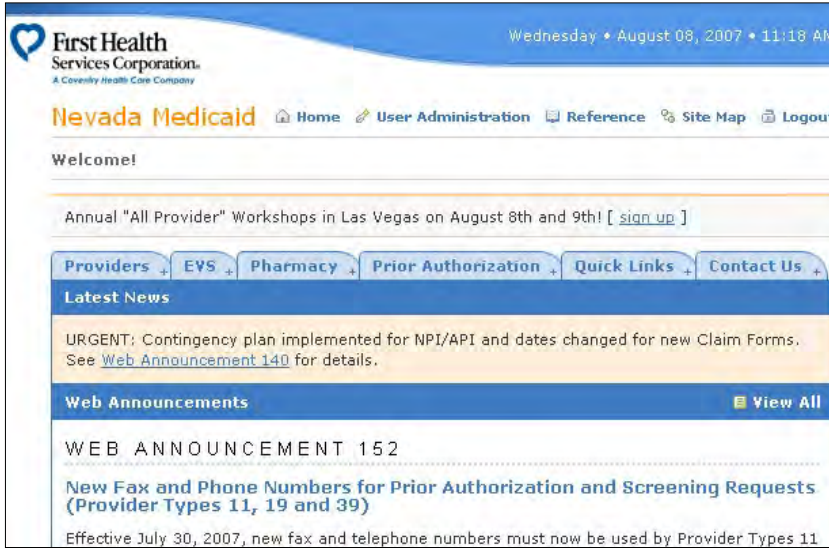 First Health
Services Corporation.
A Coventry Health Care Company
Wednesday • August 08, 2007 • 11:18 AM
Nevada Medicaid Home User Administration Reference Site Map Logout
Welcome!
Annual "All Provider" Workshops in Las Vegas on August 8th and 9th! [ sign up ]
Providers + EVS + Pharmacy + Prior Authorization + Quick Links + Contact Us +
Latest News
URGENT: Contingency plan implemented for NPI/API and dates changed for new Claim Forms.
See Web Announcement 140 for details.
Web Announcements View All
WEB ANNOUNCEMENT 152
New Fax and Phone Numbers for Prior Authorization and Screening Requests
(Provider Types 11, 19 and 39)
Effective July 30, 2007, new fax and telephone numbers must now be used by Provider Types 11